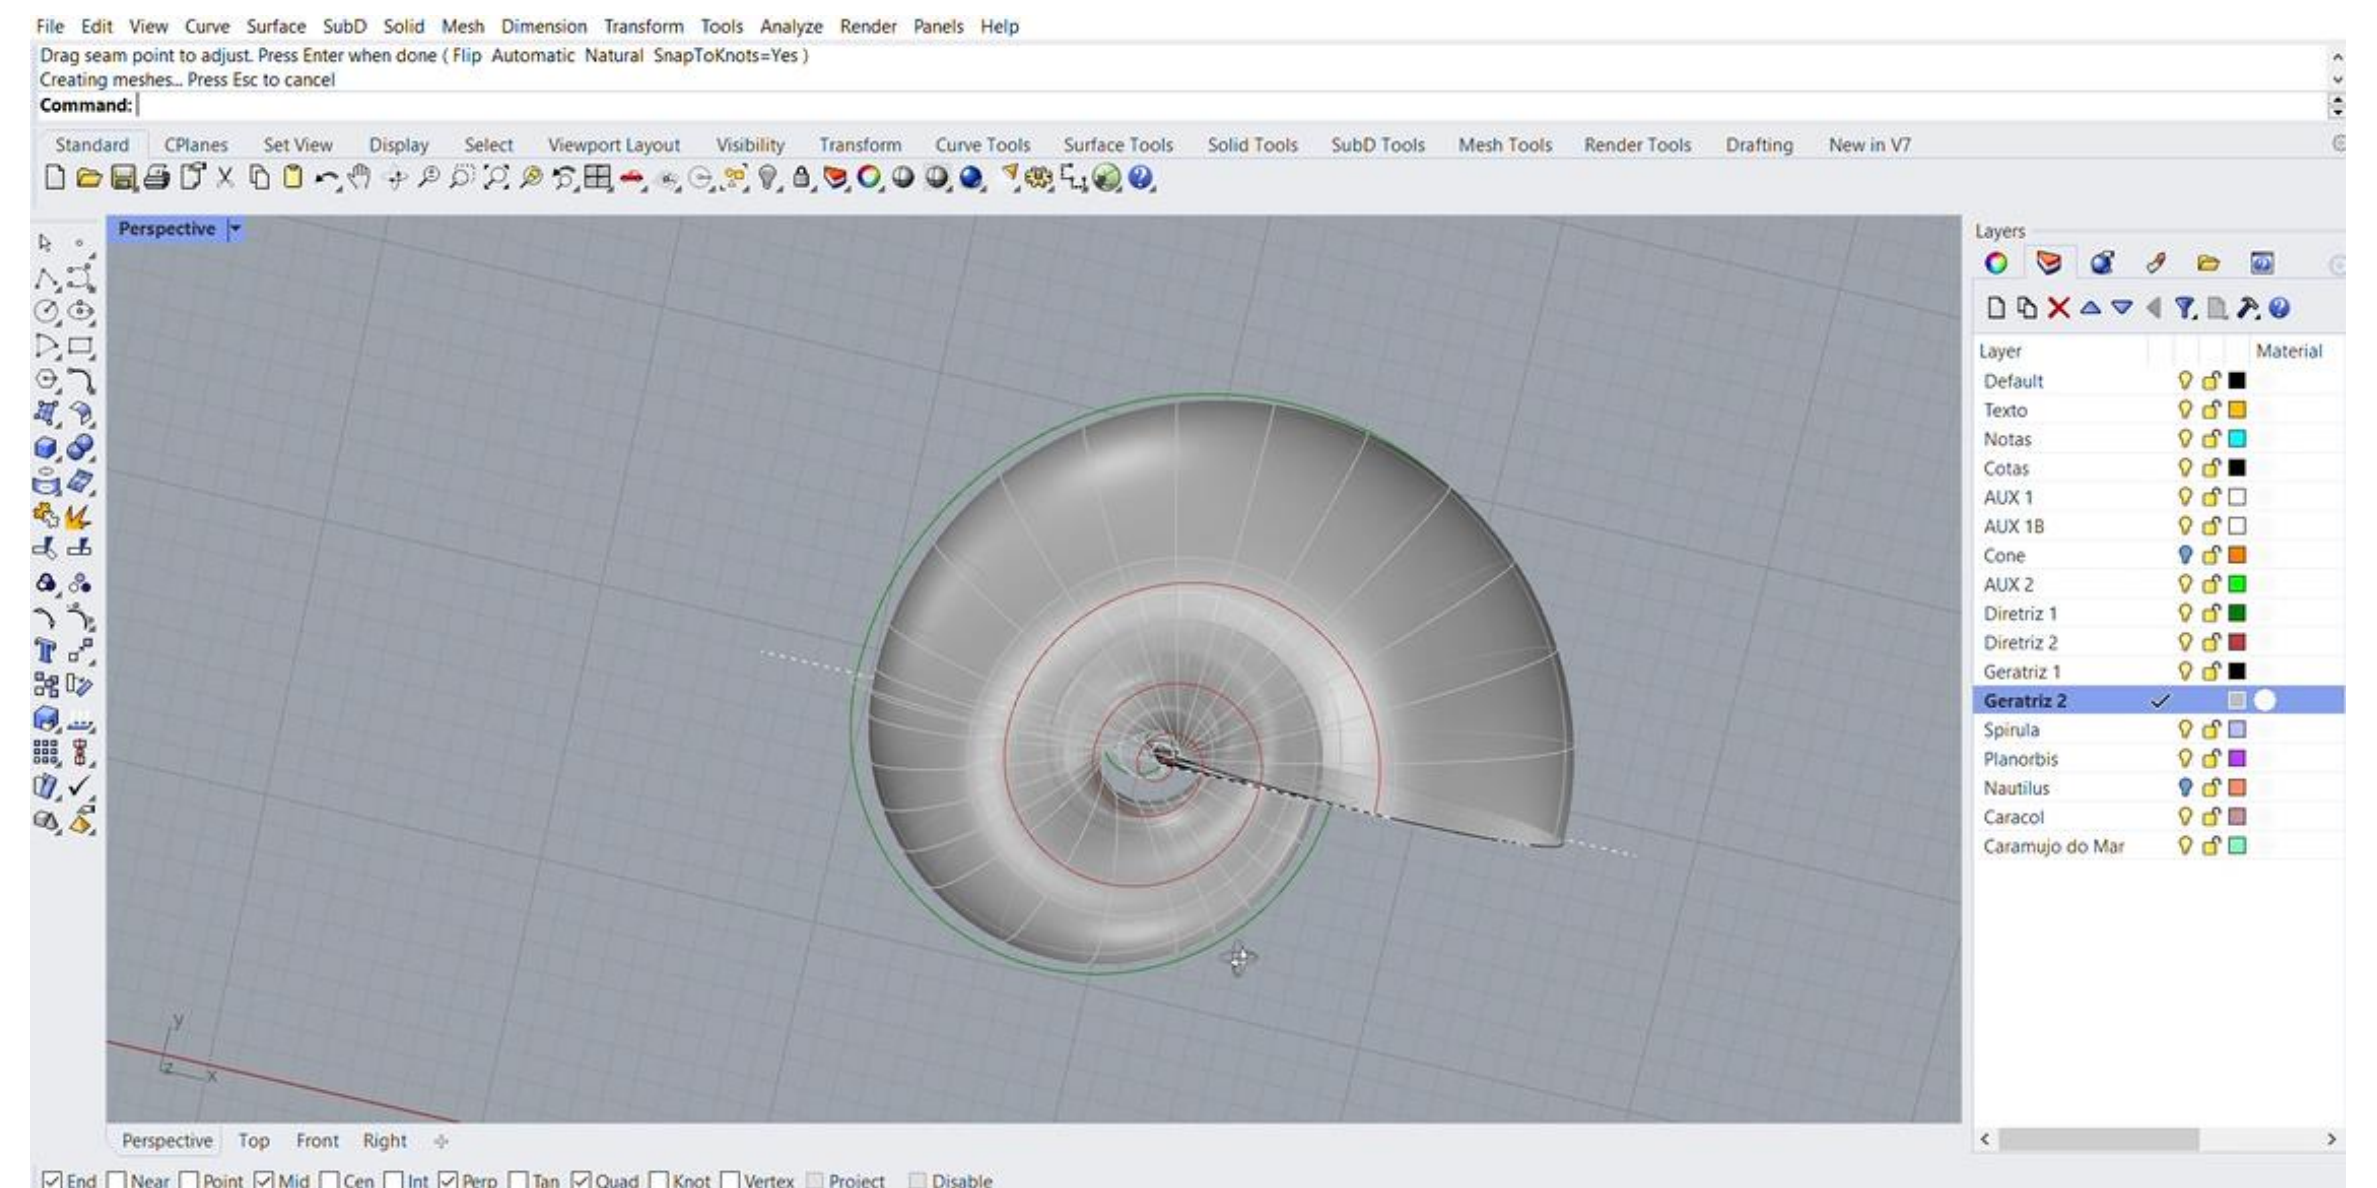 File Edit View Curve Surface SubD Solid Mesh Dimension Transform Tools Analyze Render Panels Help
Drag seam point to adjust. Press Enter when done ( Flip Automatic Natural SnapToKnots=Yes )
Creating meshes... Press Esc to cancel
Command:
Standard CPlanes Set View Display Select Viewport Layout Visibility Transform Curve Tools Surface Tools Solid Tools SubD Tools Mesh Tools Render Tools Drafting New in V7
Perspective
Layers
Layer Material
Default
Texto
Notas
Cotas
AUX 1
AUX 1B
Cone
AUX 2
Diretriz 1
Diretriz 2
Geratriz 1
Geratriz 2
Spirula
Planorbis
Nautilus
Caracol
Caramujo do Mar
y
z x
Perspective Top Front Right
End Near Point Mid Cen Int Perp Tan Quad Knot Vertex Project Disable